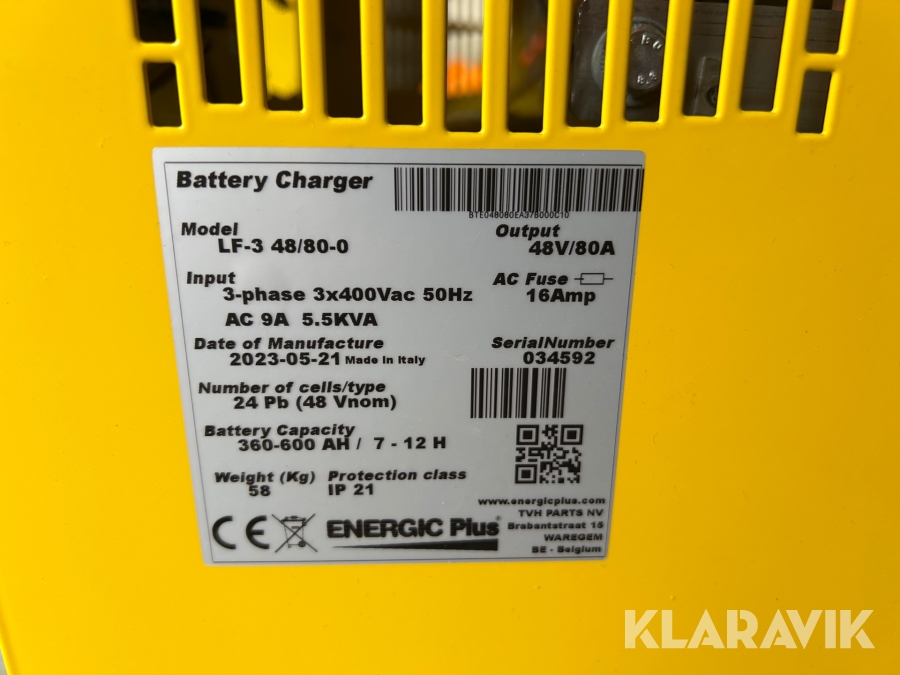 Battery Charger
BTE048080EA37B000C10
Model
LF-3 48/80-0
Output
48V/80A
Input
3-phase 3x400Vac 50Hz
AC 9A 5.5KVA
AC Fuse
16Amp
Date of Manufacture
2023-05-21 Made in Italy
SerialNumber
034592
Number of cells/type
24 Pb (48 Vnom)
Battery Capacity
360-600 AH / 7 - 12 H
Weight (Kg)
58
Protection class
IP 21
www.energicplus.com
TVH PARTS NV
Brabantstraat 15
WAREGEM
BE - Belgium
CE
ENERGIC Plus
KLARAVIK